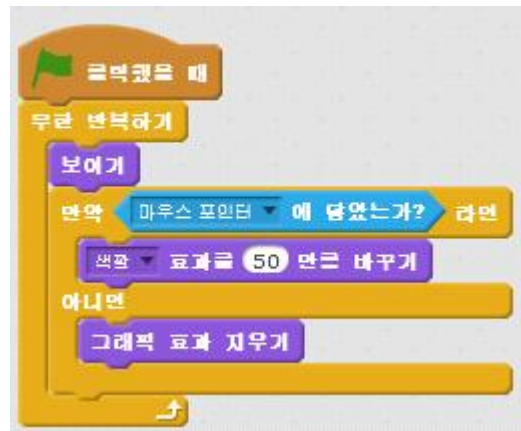 클릭했을 때
무한 반복하기
보이기
만약 마우스 포인터 에 닿았는가? 라면
색깔 효과를 50 만큼 바꾸기
아니면
그래픽 효과 지우기